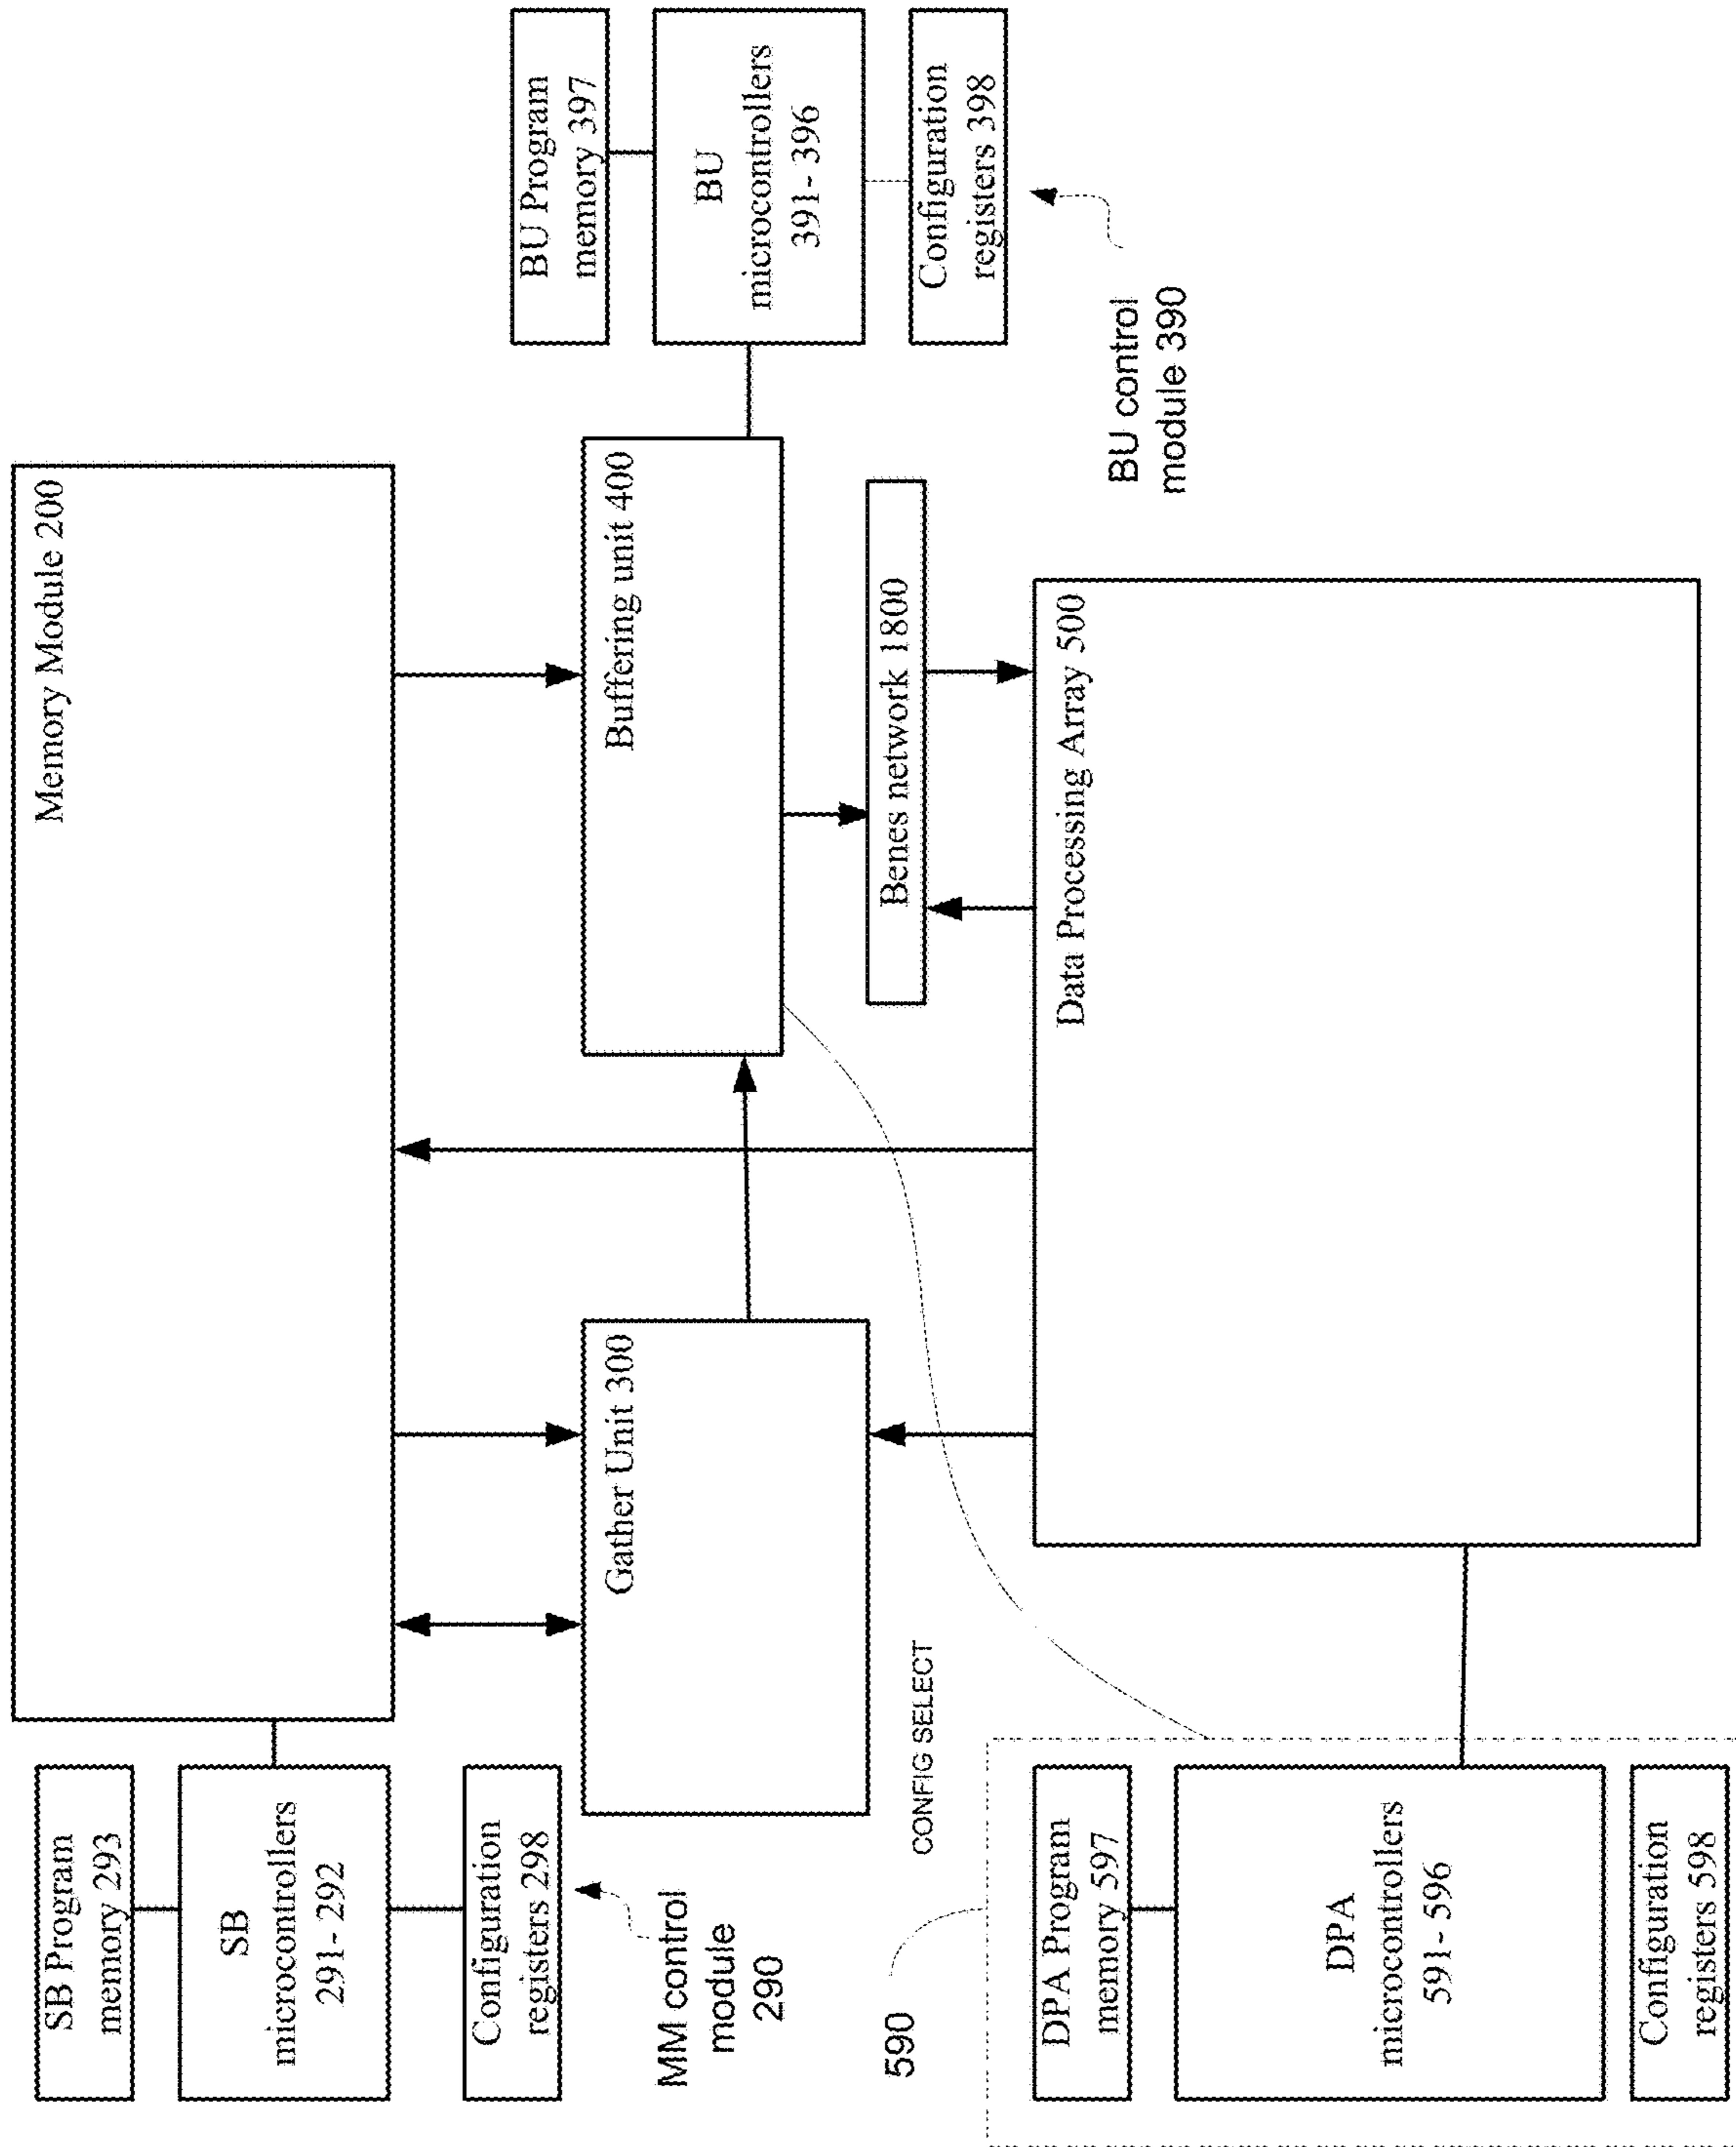 SB Program
memory 293
SB
microcontrollers
291- 292
Configuration
registers 298
MM control
module
290
Memory Module 200
Gather Unit 300
Buffering unit 400
Benes network 1800
BU Program
memory 397
BU
microcontrollers
391- 396
Configuration
registers 398
BU control
module 390
CONFIG SELECT
590
DPA Program
memory 597
DPA
microcontrollers
591- 596
Configuration
registers 598
Data Processing Array 500